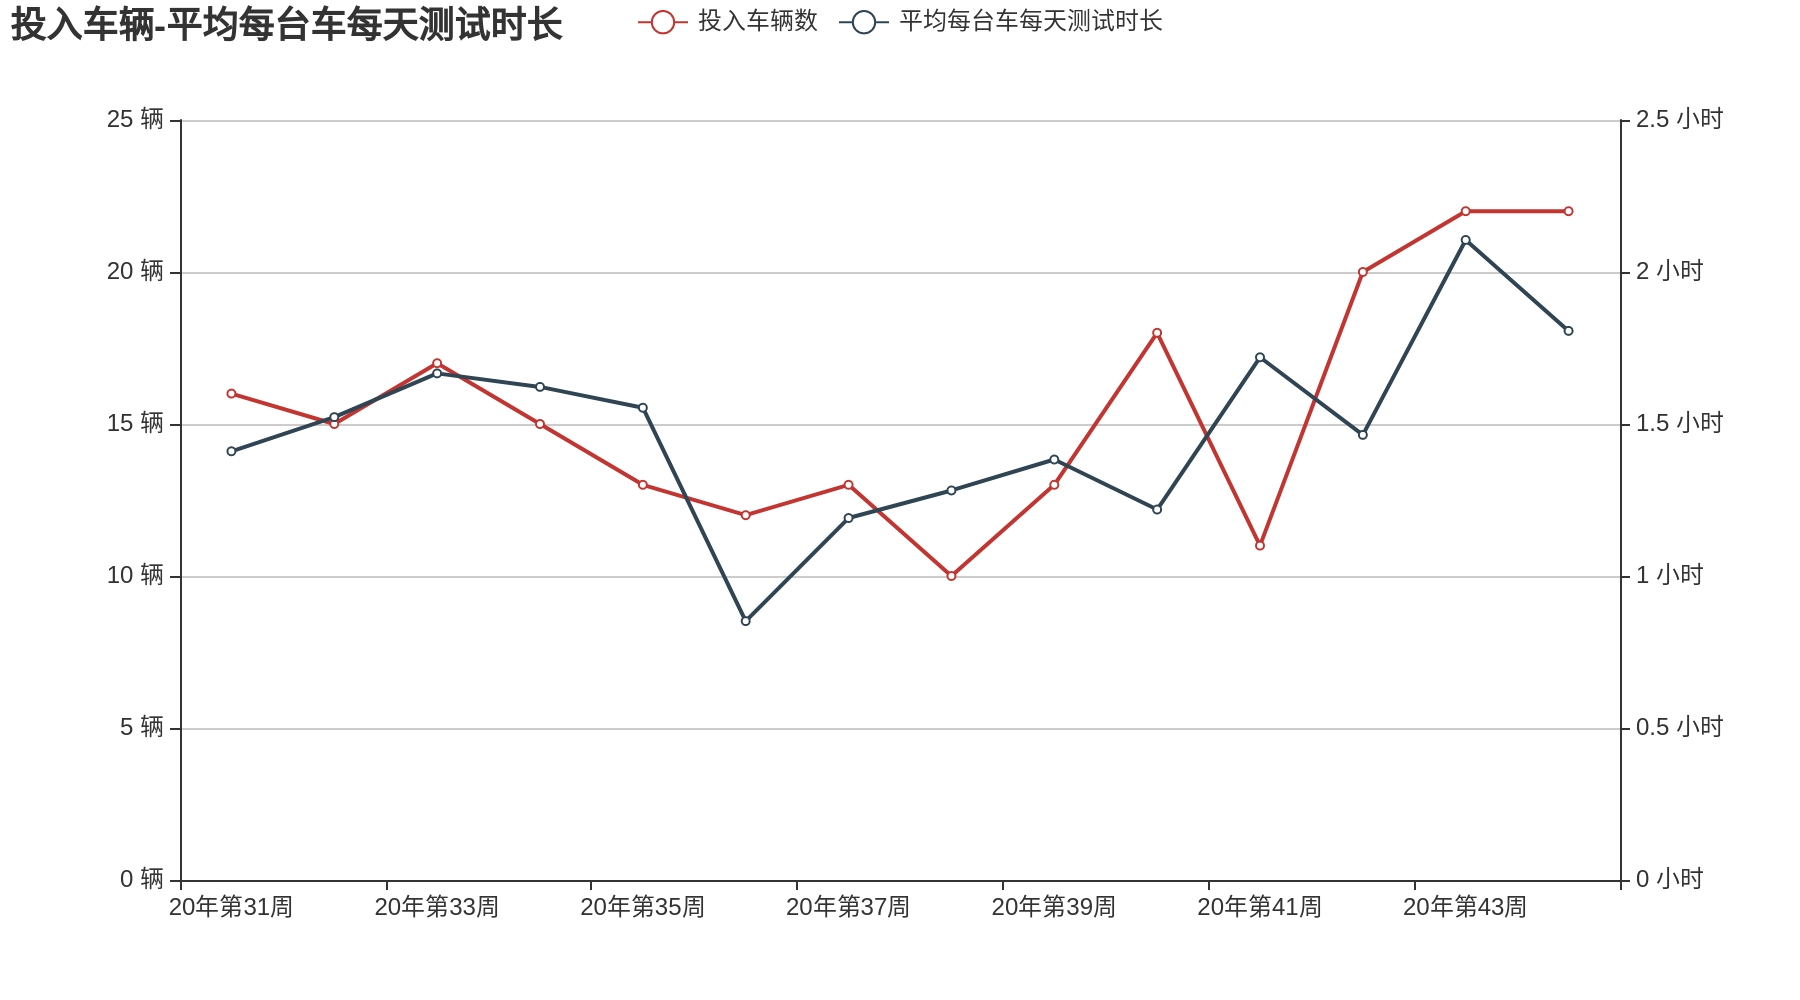 投入车辆-平均每台车每天测试时长
投入车辆数
平均每台车每天测试时长
25 辆
20 辆
15 辆
10 辆
5 辆
0 辆
2.5 小时
2 小时
1.5 小时
1 小时
0.5 小时
0 小时
20年第31周
20年第33周
20年第35周
20年第37周
20年第39周
20年第41周
20年第43周